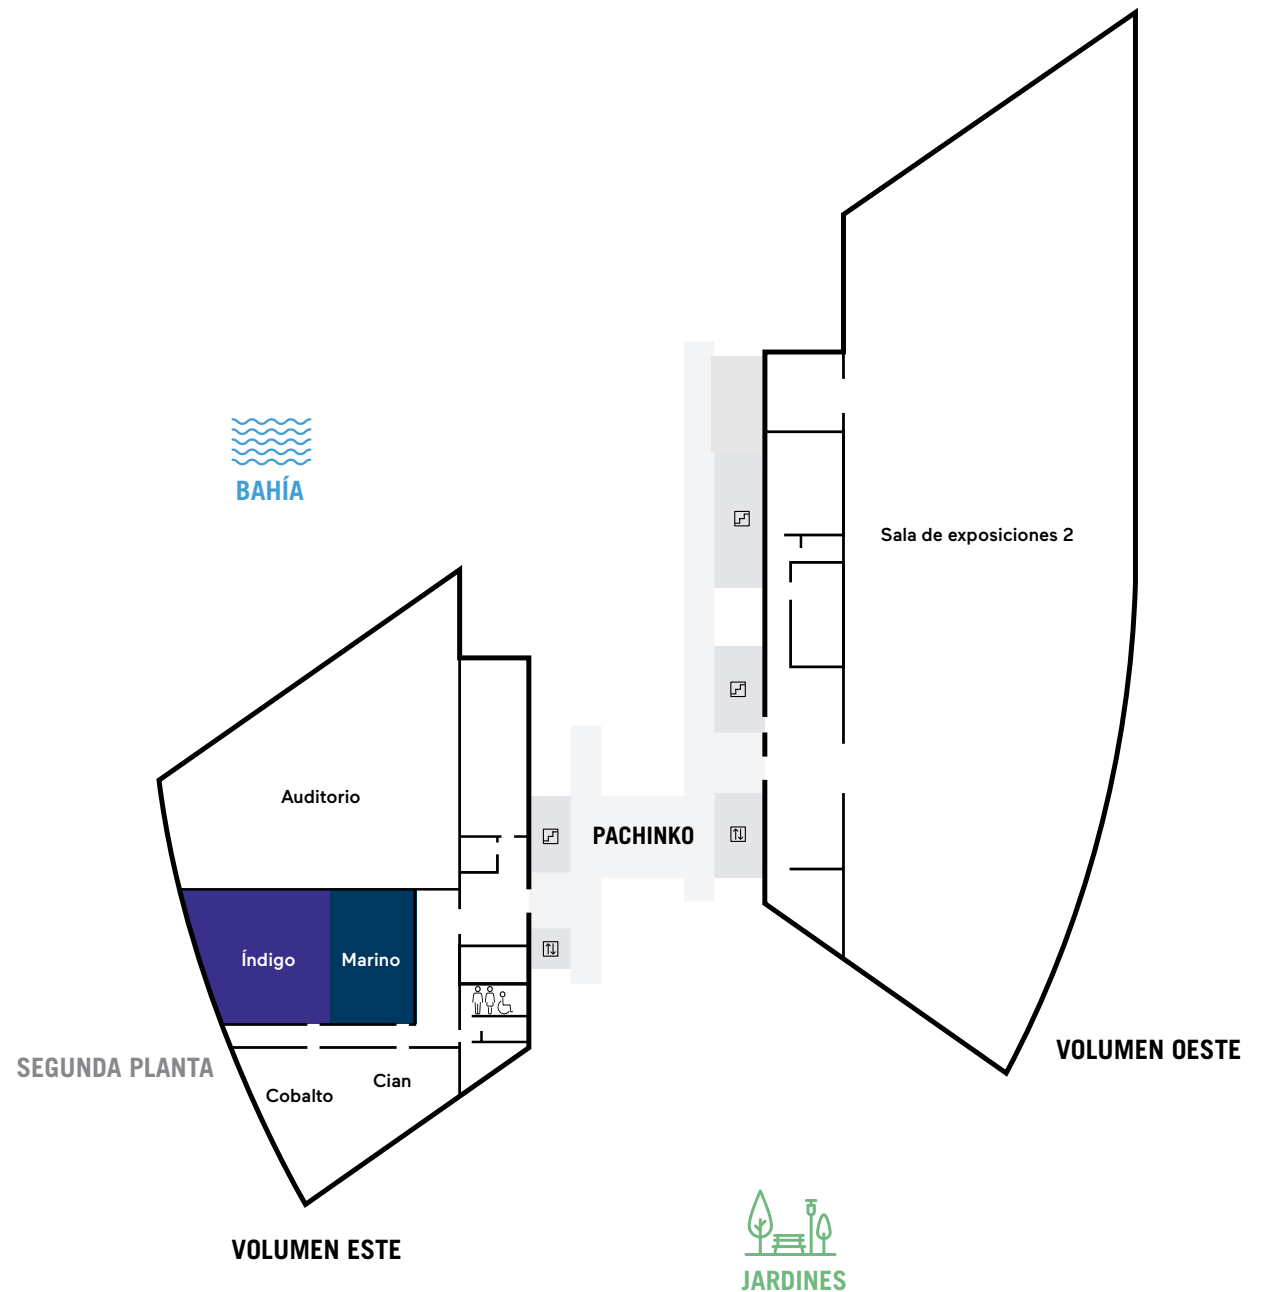 BAHÍA
Sala de exposiciones 2
Auditorio
PACHINKO
Índigo
Marino
SEGUNDA PLANTA
Cobalto
Cian
VOLUMEN OESTE
VOLUMEN ESTE
JARDINES